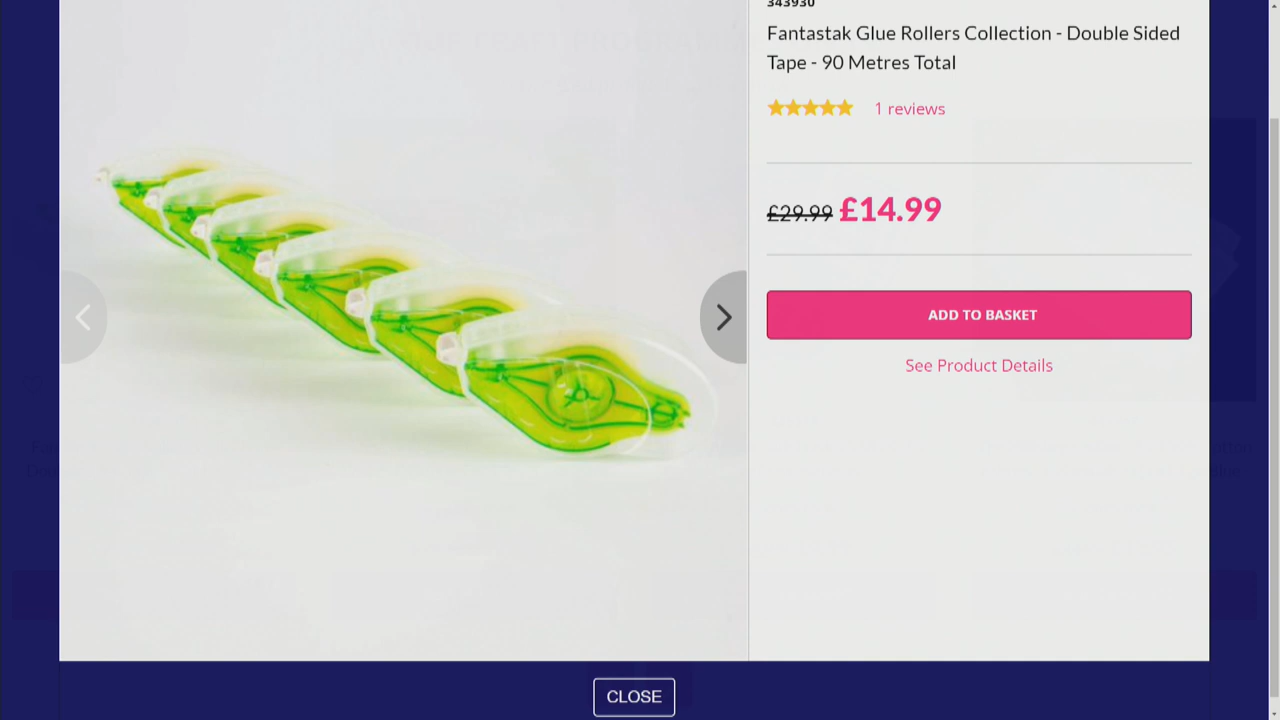 343930
Fantastak Glue Rollers Collection - Double Sided
Tape - 90 Metres Total
1 reviews
£29.99 £14.99
ADD TO BASKET
See Product Details
CLOSE